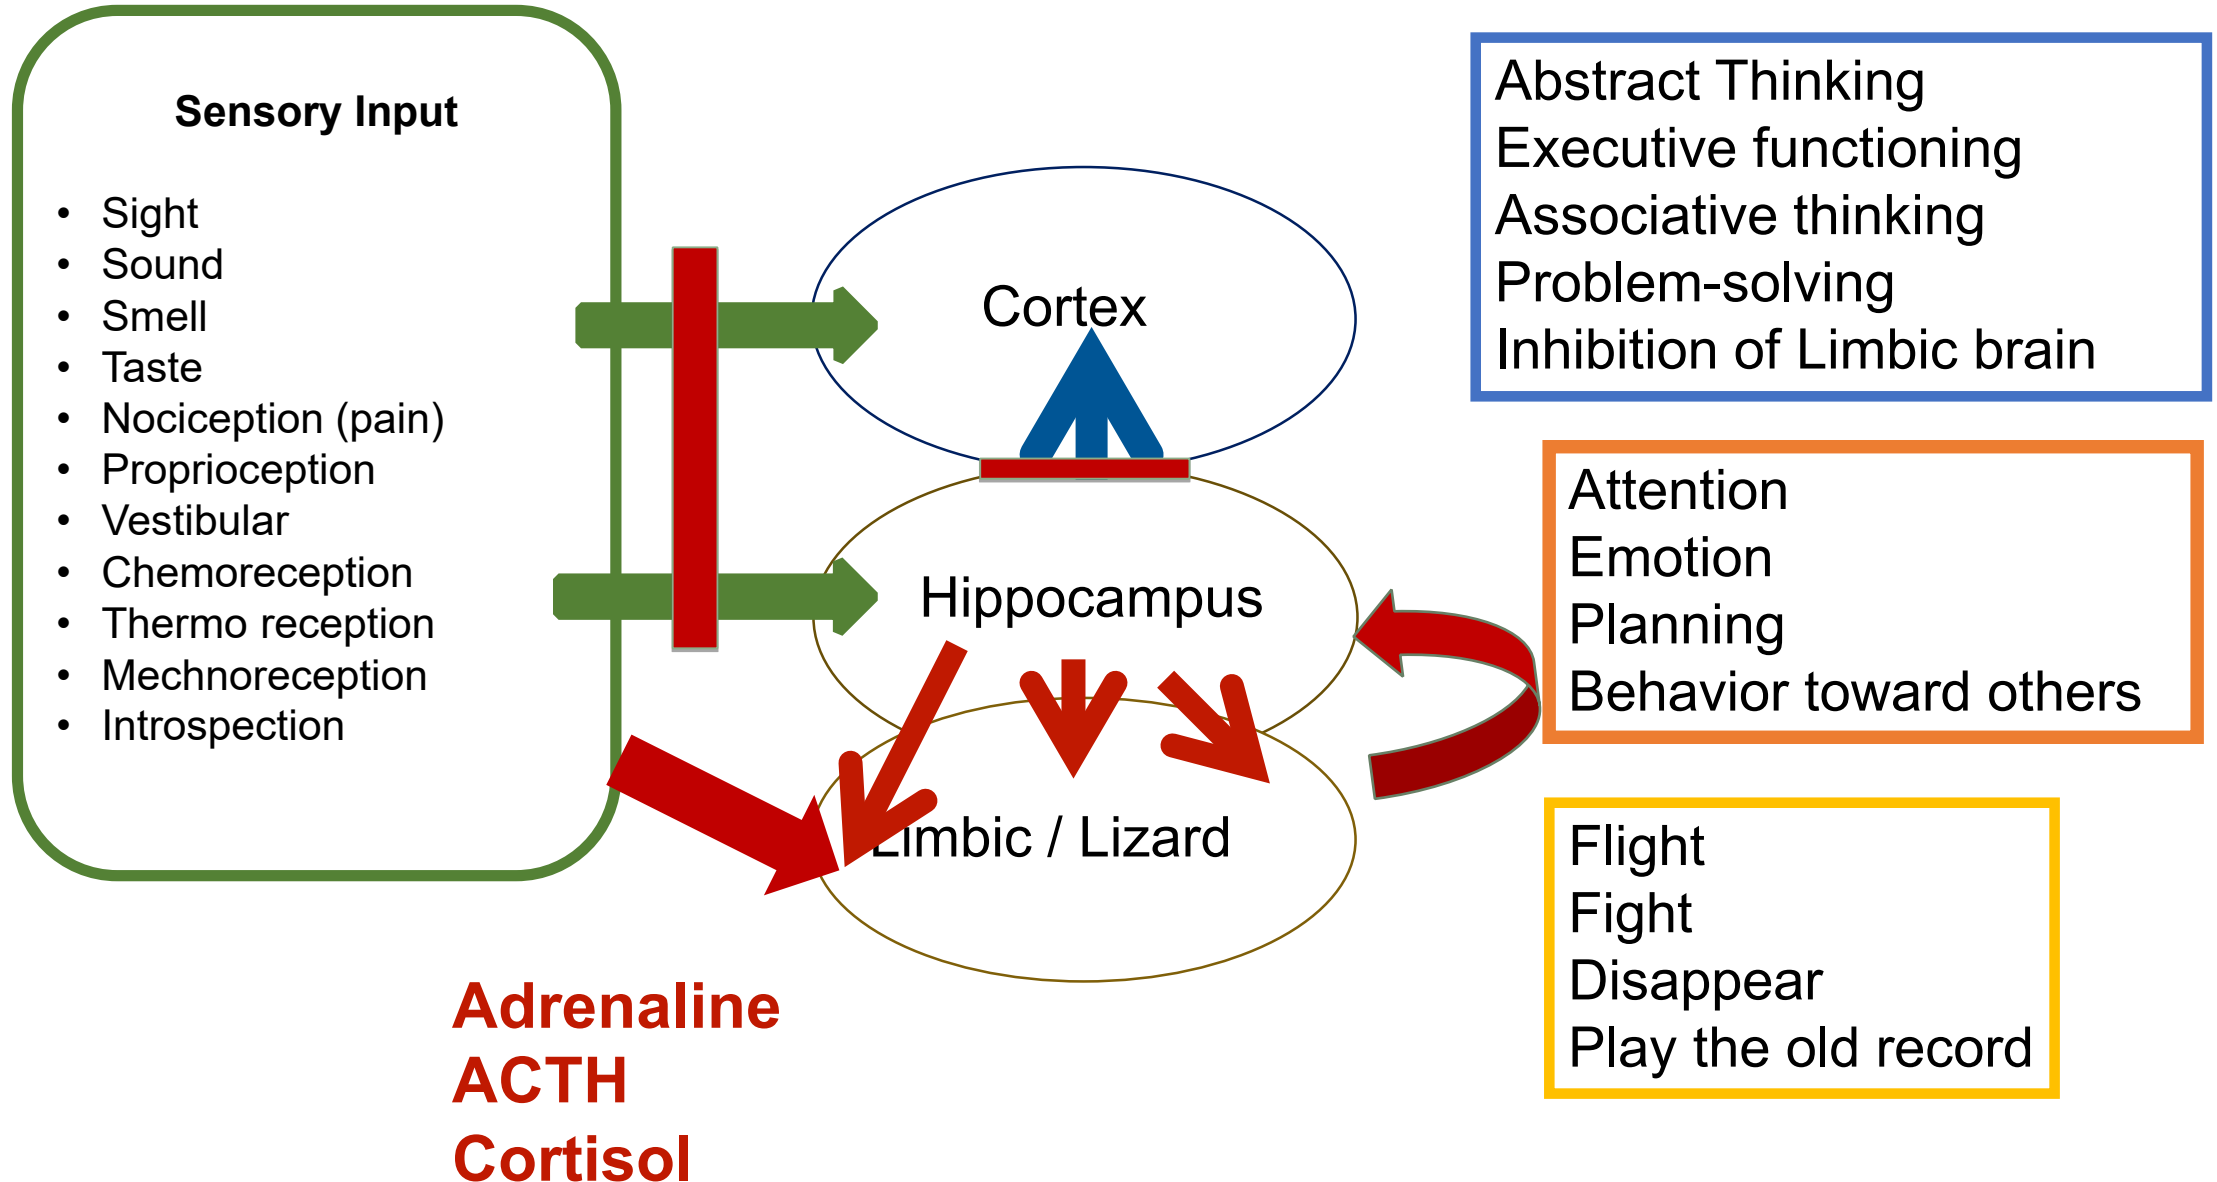 Sensory Input
• Sight
• Sound
• Smell
• Taste
• Nociception (pain)
• Proprioception
• Vestibular
• Chemoreception
• Thermo reception
• Mechnoreception
• Introspection
Cortex
Hippocampus
Limbic / Lizard
Adrenaline
ACTH
Cortisol
Abstract Thinking
Executive functioning
Associative thinking
Problem-solving
Inhibition of Limbic brain
Attention
Emotion
Planning
Behavior toward others
Flight
Fight
Disappear
Play the old record